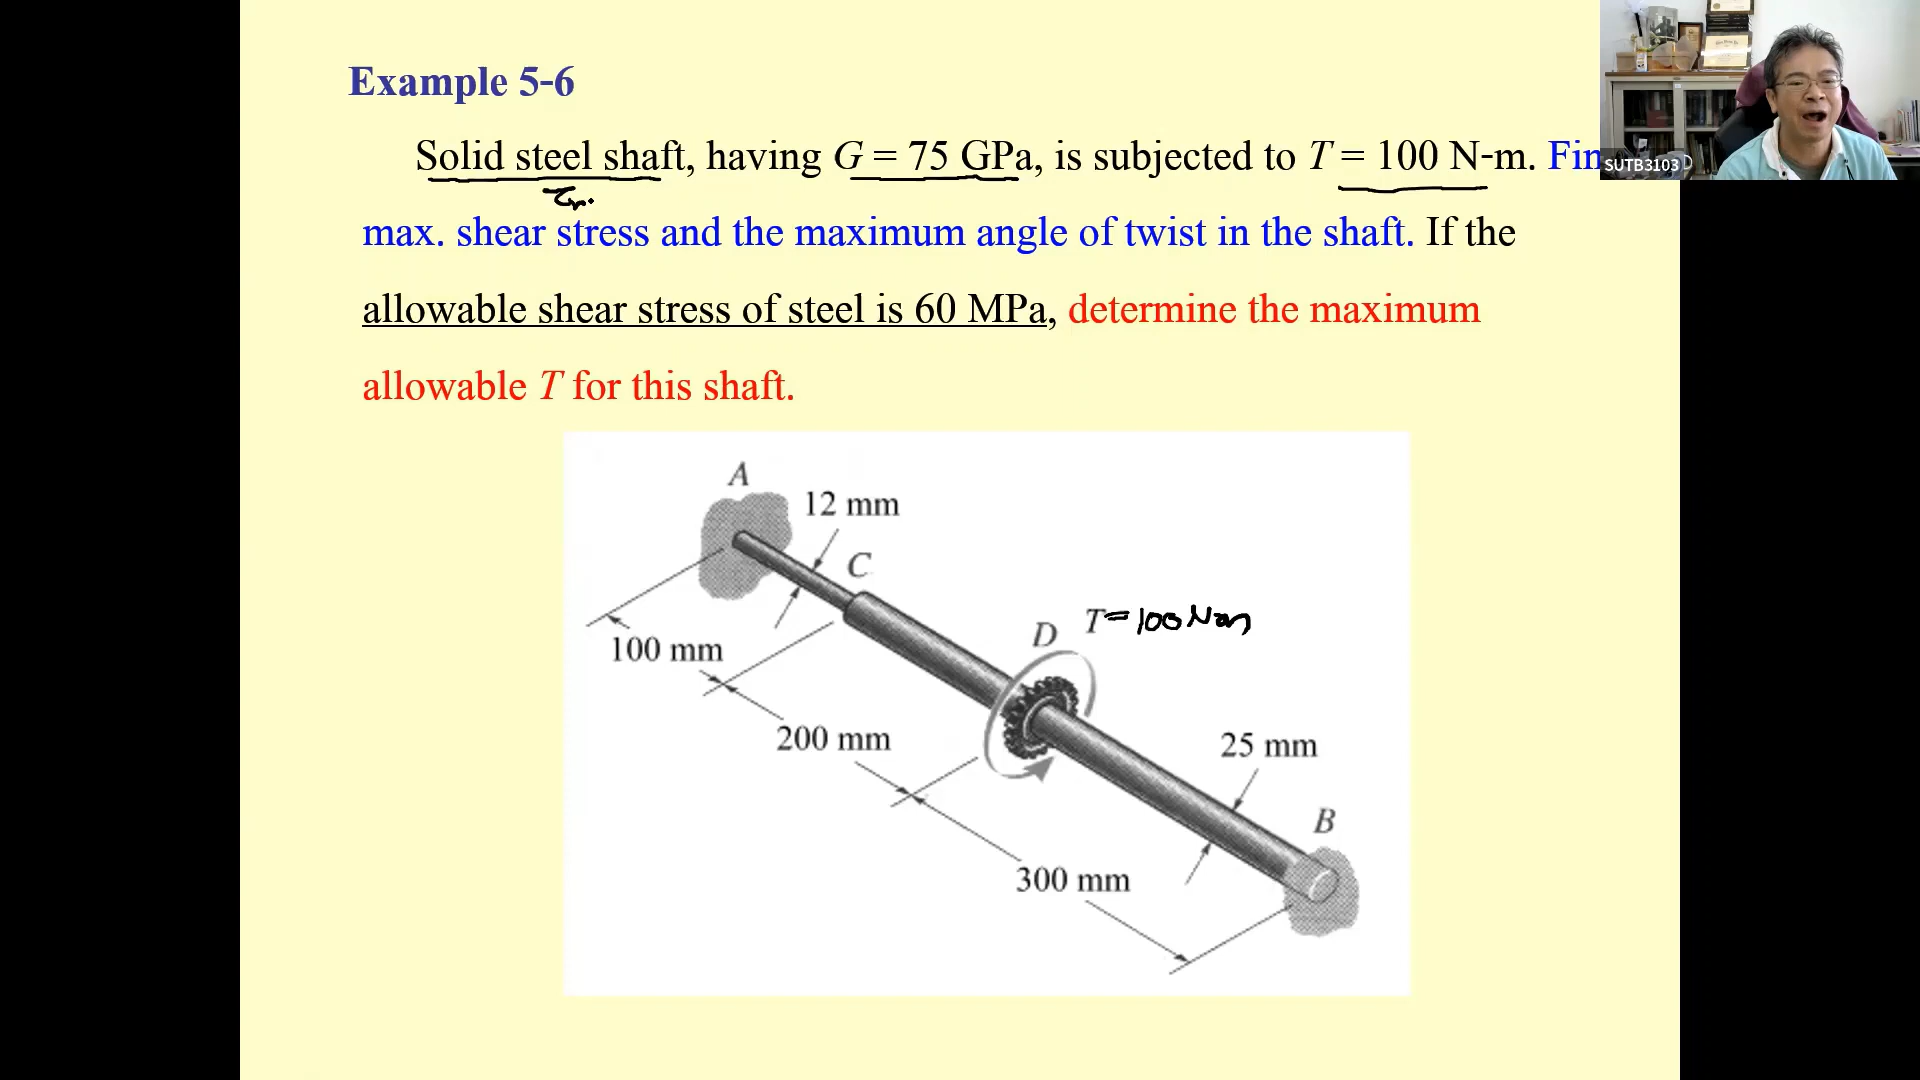 Example 5-6
Solid steel shaft, having G = 75 GPa, is subjected to T = 100 N-m. Fin
max. shear stress and the maximum angle of twist in the shaft. If the
allowable shear stress of steel is 60 MPa, determine the maximum
allowable T for this shaft.
SUTB3103
A
12 mm
C
T=100 N-m
D
100 mm
200 mm
25 mm
B
300 mm